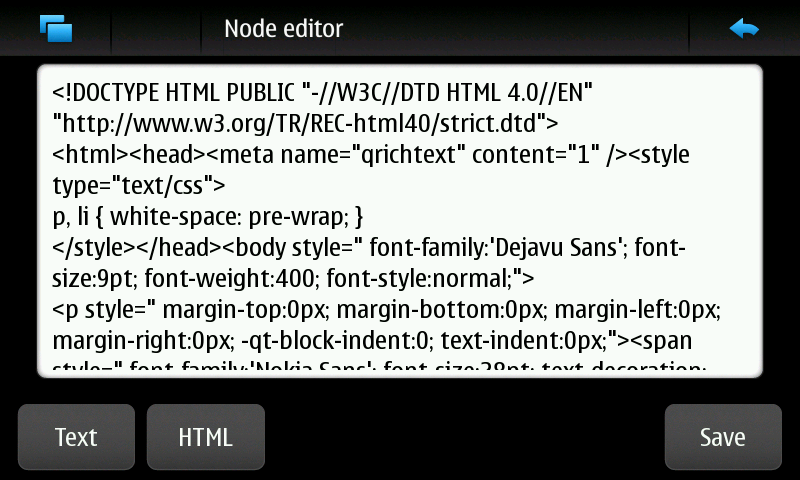 Node editor
<!DOCTYPE HTML PUBLIC "-//W3C//DTD HTML 4.0//EN"
"http://www.w3.org/TR/REC-html40/strict.dtd">
<html><head><meta name="qrichtext" content="1" /><style
type="text/css">
p, li { white-space: pre-wrap; }
</style></head><body style=" font-family:'Dejavu Sans'; font-
size:9pt; font-weight:400; font-style:normal;">
<p style=" margin-top:0px; margin-bottom:0px; margin-left:0px;
margin-right:0px; -qt-block-indent:0; text-indent:0px;"><span
style=" font-family:'Nokia Sans'; font-size:28pt; text-decoration:
Text
HTML
Save